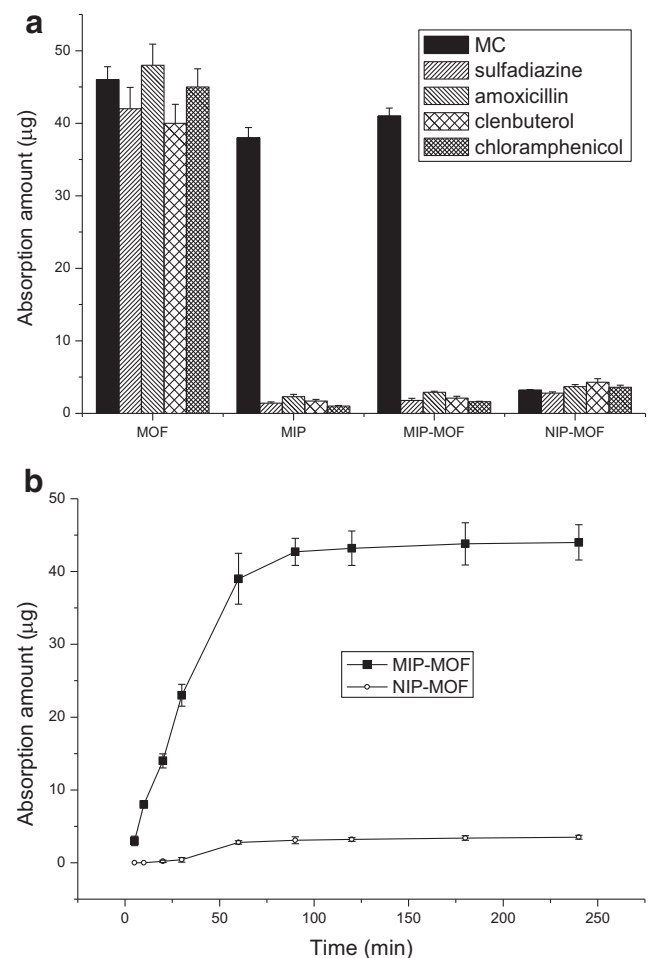 a
Absorption amount (μg)
50
40
30
20
10
0
MC
sulfadiazine
amoxicillin
clenbuterol
chloramphenicol
MOF MIP MIP-MOF NIP-MOF
b
Absorption amount (μg)
50
40
30
20
10
0
MIP-MOF
NIP-MOF
0 50 100 150 200 250
Time (min)